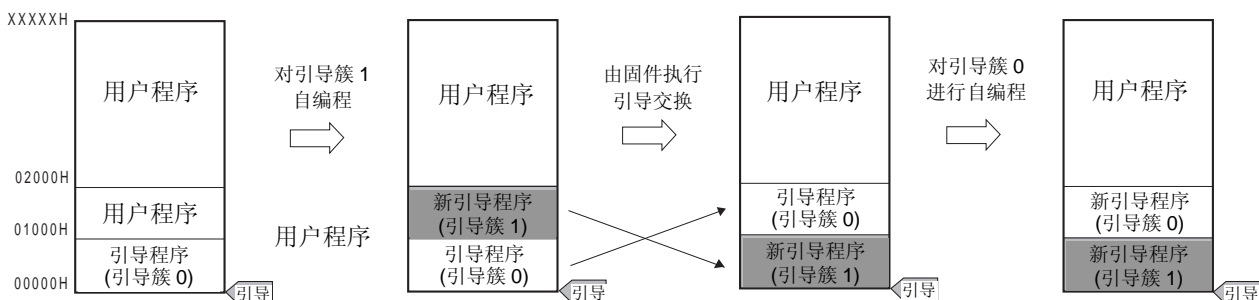 XXXXXH
用户程序
02000H
用户程序
01000H
引导程序
(引导簇 0)
00000H
引导
对引导簇 1
自编程
用户程序
用户程序
新引导程序
(引导簇 1)
引导程序
(引导簇 0)
引导
由固件执行
引导交换
用户程序
引导程序
(引导簇 0)
新引导程序
(引导簇 1)
引导
对引导簇 0
进行自编程
用户程序
新引导程序
(引导簇 0)
新引导程序
(引导簇 1)
引导